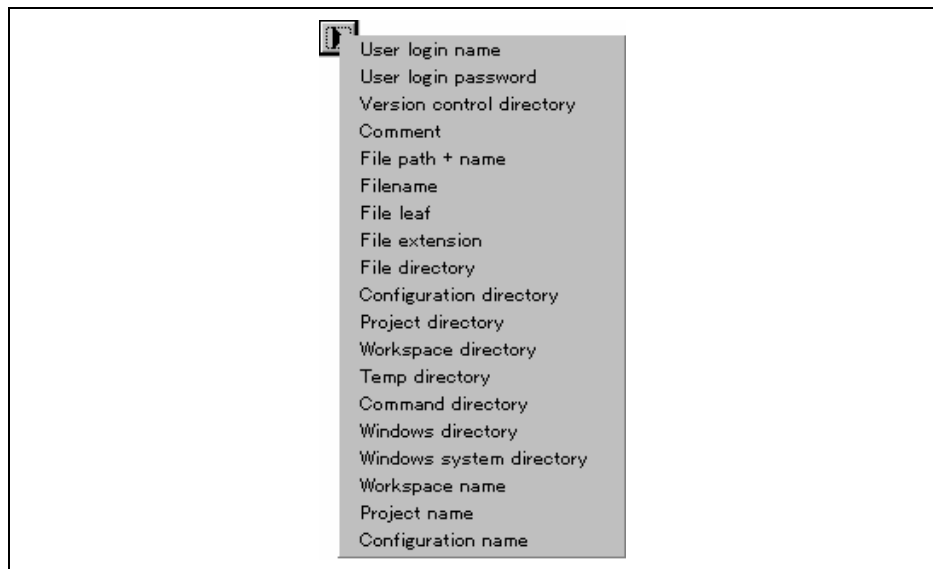 User login name
User login password
Version control directory
Comment
File path + name
Filename
File leaf
File extension
File directory
Configuration directory
Project directory
Workspace directory
Temp directory
Command directory
Windows directory
Windows system directory
Workspace name
Project name
Configuration name